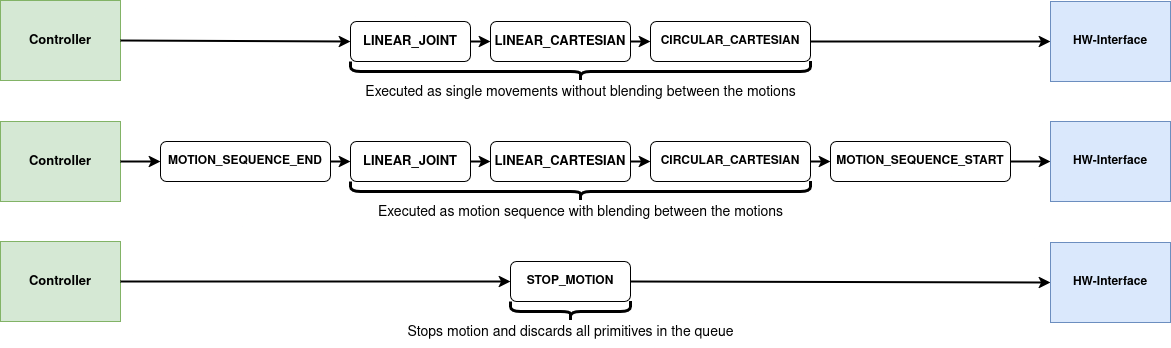 Controller
LINEAR_JOINT
LINEAR_CARTESIAN
CIRCULAR_CARTESIAN
HW-Interface
Executed as single movements without blending between the motions
Controller
MOTION_SEQUENCE_END
LINEAR_JOINT
LINEAR_CARTESIAN
CIRCULAR_CARTESIAN
MOTION_SEQUENCE_START
HW-Interface
Executed as motion sequence with blending between the motions
Controller
STOP_MOTION
HW-Interface
Stops motion and discards all primitives in the queue